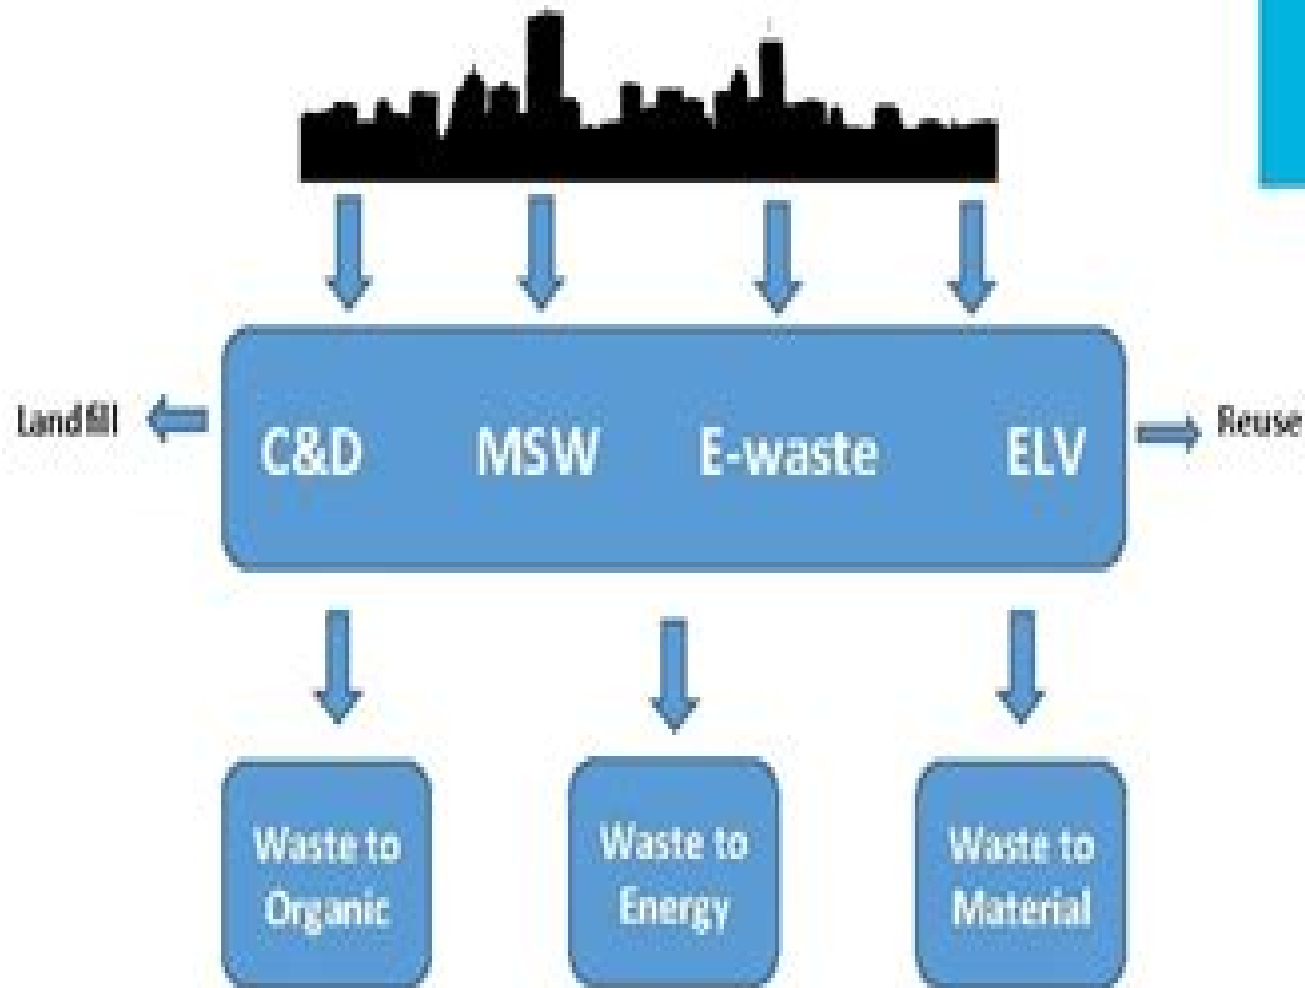 Landfill
C&D MSW E-waste ELV
Reuse
Waste to
Organic
Waste to
Energy
Waste to
Material